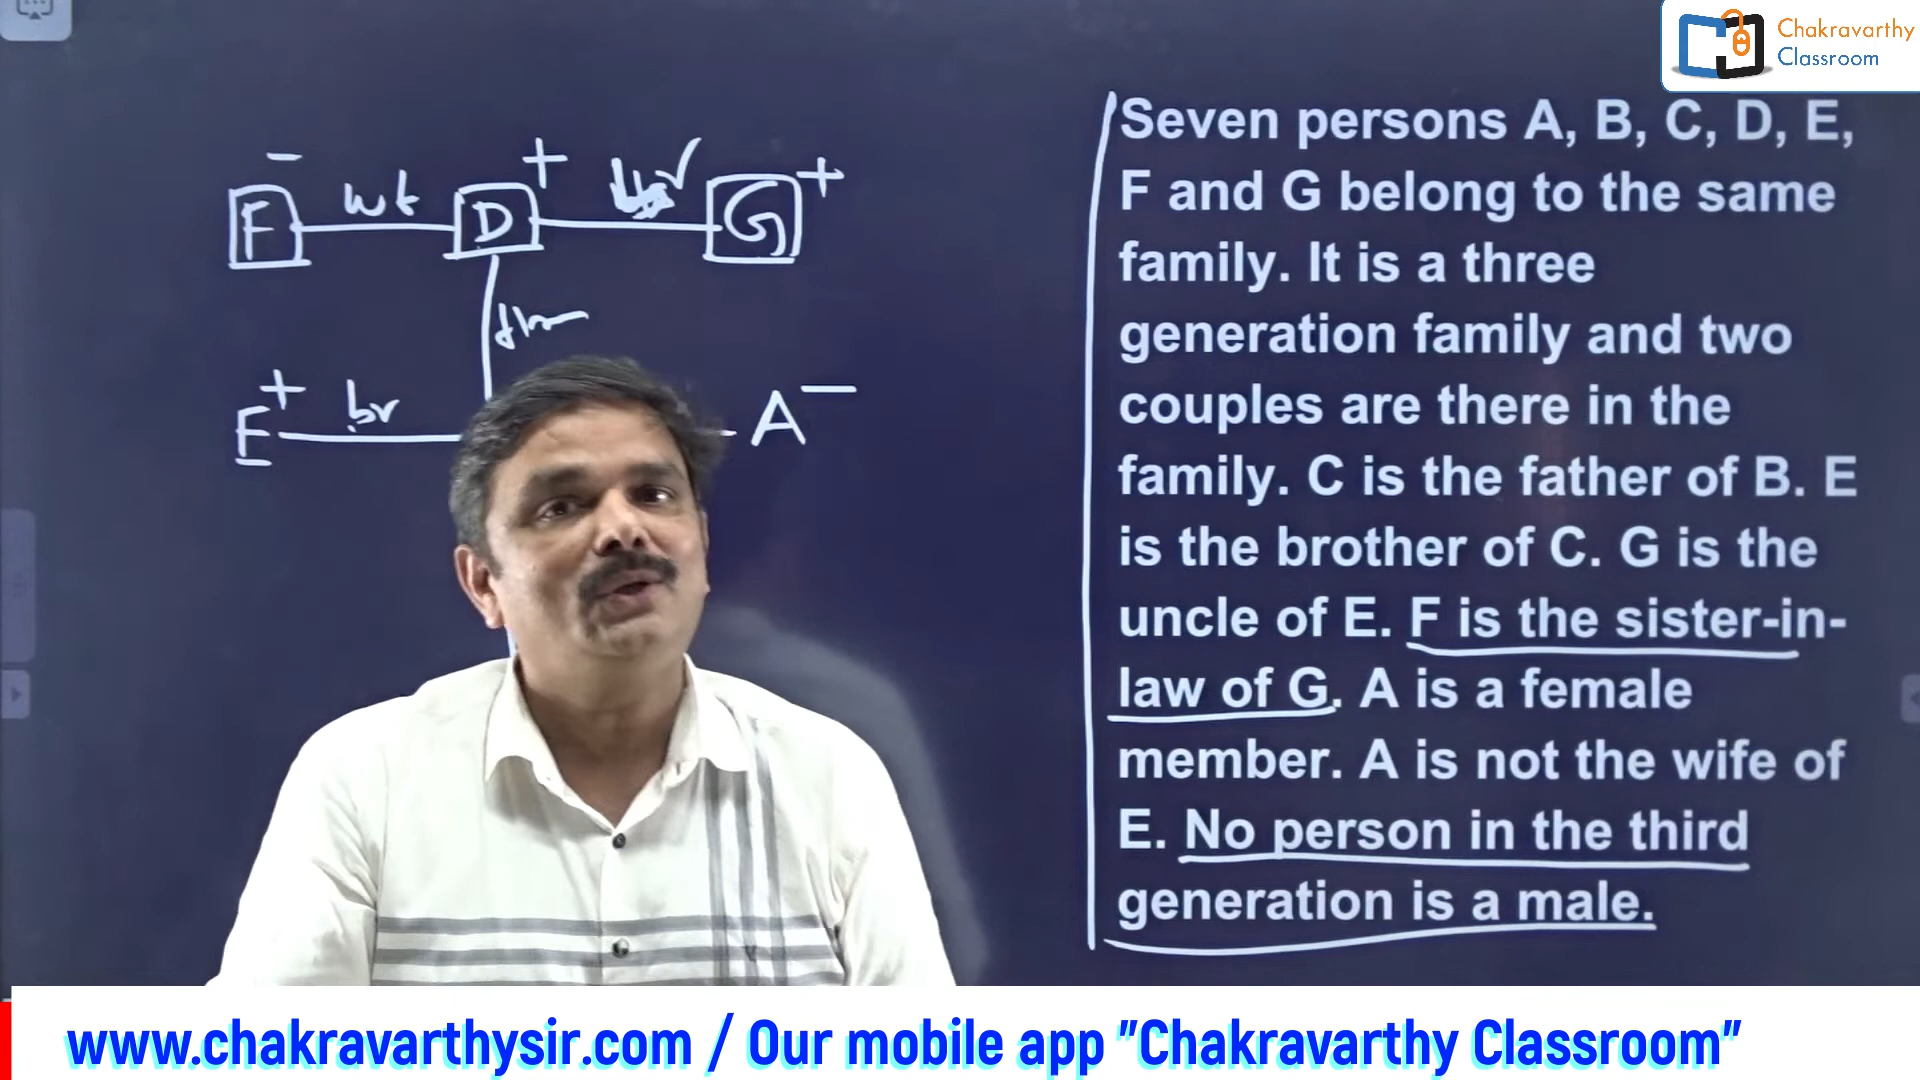 Chakravarthy
Classroom
Seven persons A, B, C, D, E,
F and G belong to the same
family. It is a three
generation family and two
couples are there in the
family. C is the father of B. E
is the brother of C. G is the
uncle of E. F is the sister-in-
law of G. A is a female
member. A is not the wife of
E. No person in the third
generation is a male.
- + +
F D G
+ br A -
E
www.chakravarthysir.com / Our mobile app "Chakravarthy Classroom"